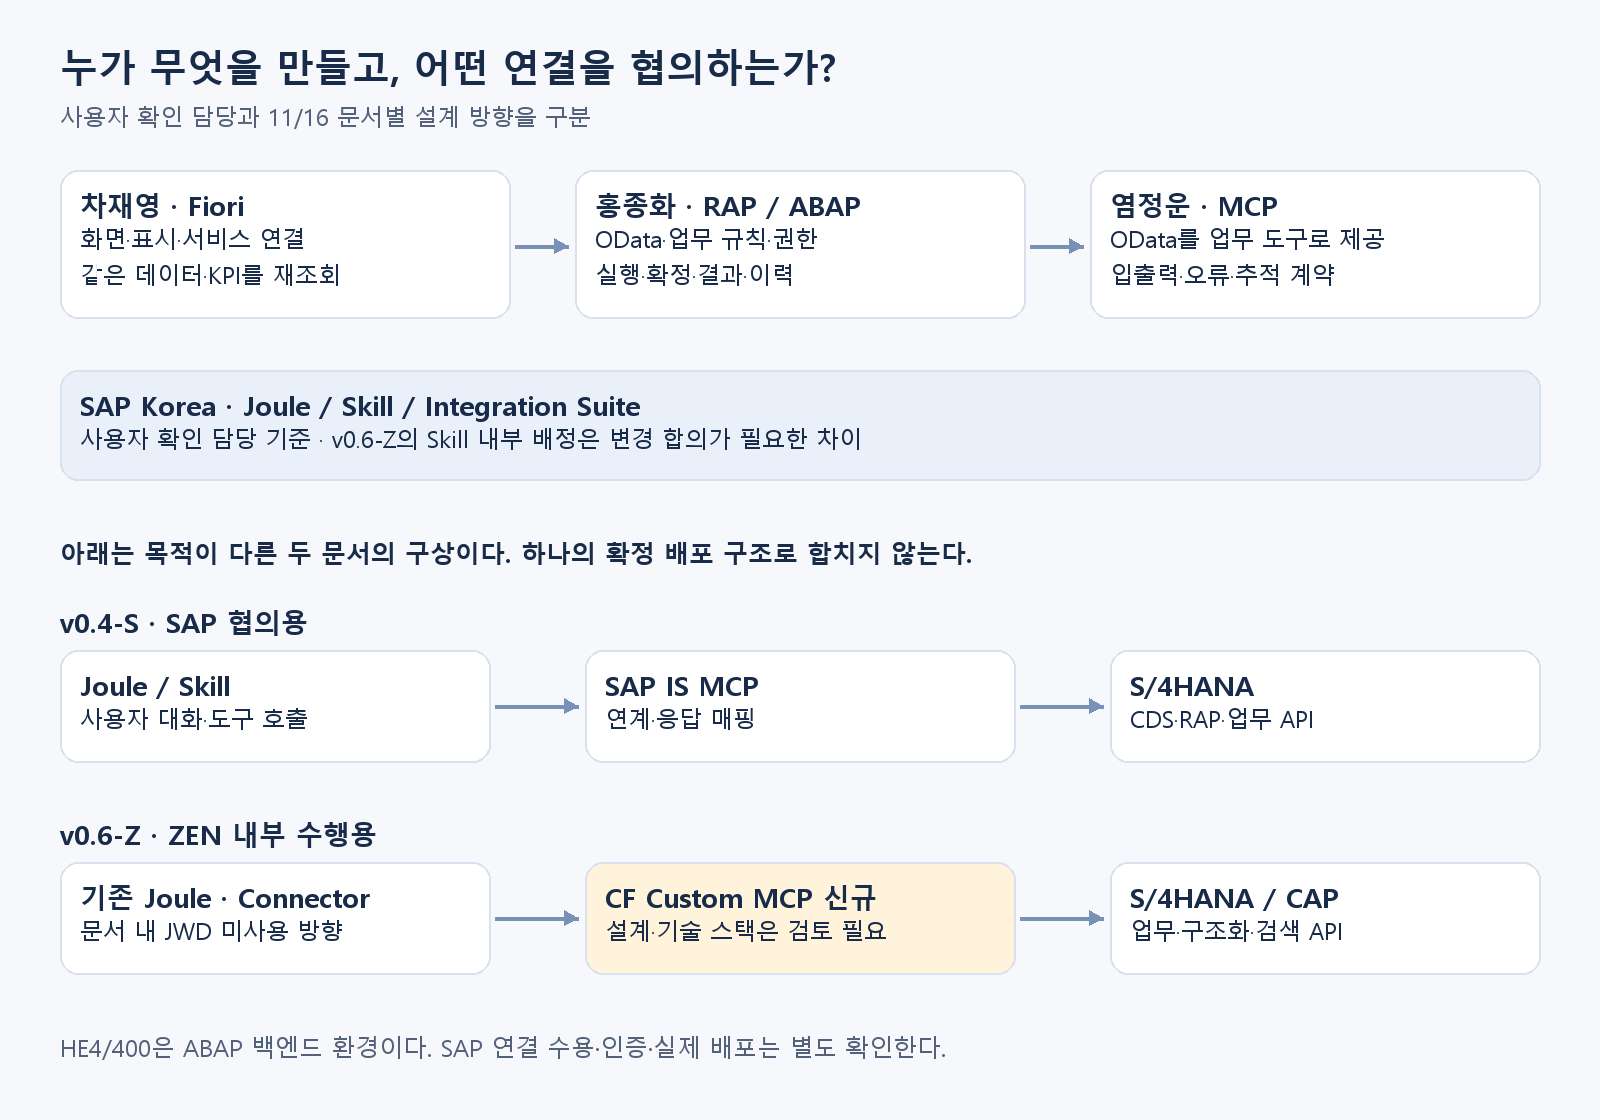 누가 무엇을 만들고, 어떤 연결을 협의하는가?
사용자 확인 담당과 11/16 문서별 설계 방향을 구분
차재영 · Fiori
화면·표시·서비스 연결
같은 데이터·KPI를 재조회
홍종화 · RAP / ABAP
OData·업무 규칙·권한
실행·확정·결과·이력
염정운 · MCP
OData를 업무 도구로 제공
입출력·오류·추적 계약
SAP Korea · Joule / Skill / Integration Suite
사용자 확인 담당 기준 · v0.6-Z의 Skill 내부 배정은 변경 합의가 필요한 차이
아래는 목적이 다른 두 문서의 구상이다. 하나의 확정 배포 구조로 합치지 않는다.
v0.4-S · SAP 협의용
Joule / Skill
사용자 대화·도구 호출
SAP IS MCP
연계·응답 매핑
S/4HANA
CDS·RAP·업무 API
v0.6-Z · ZEN 내부 수행용
기존 Joule · Connector
문서 내 JWD 미사용 방향
CF Custom MCP 신규
설계·기술 스택은 검토 필요
S/4HANA / CAP
업무·구조화·검색 API
HE4/400은 ABAP 백엔드 환경이다. SAP 연결 수용·인증·실제 배포는 별도 확인한다.